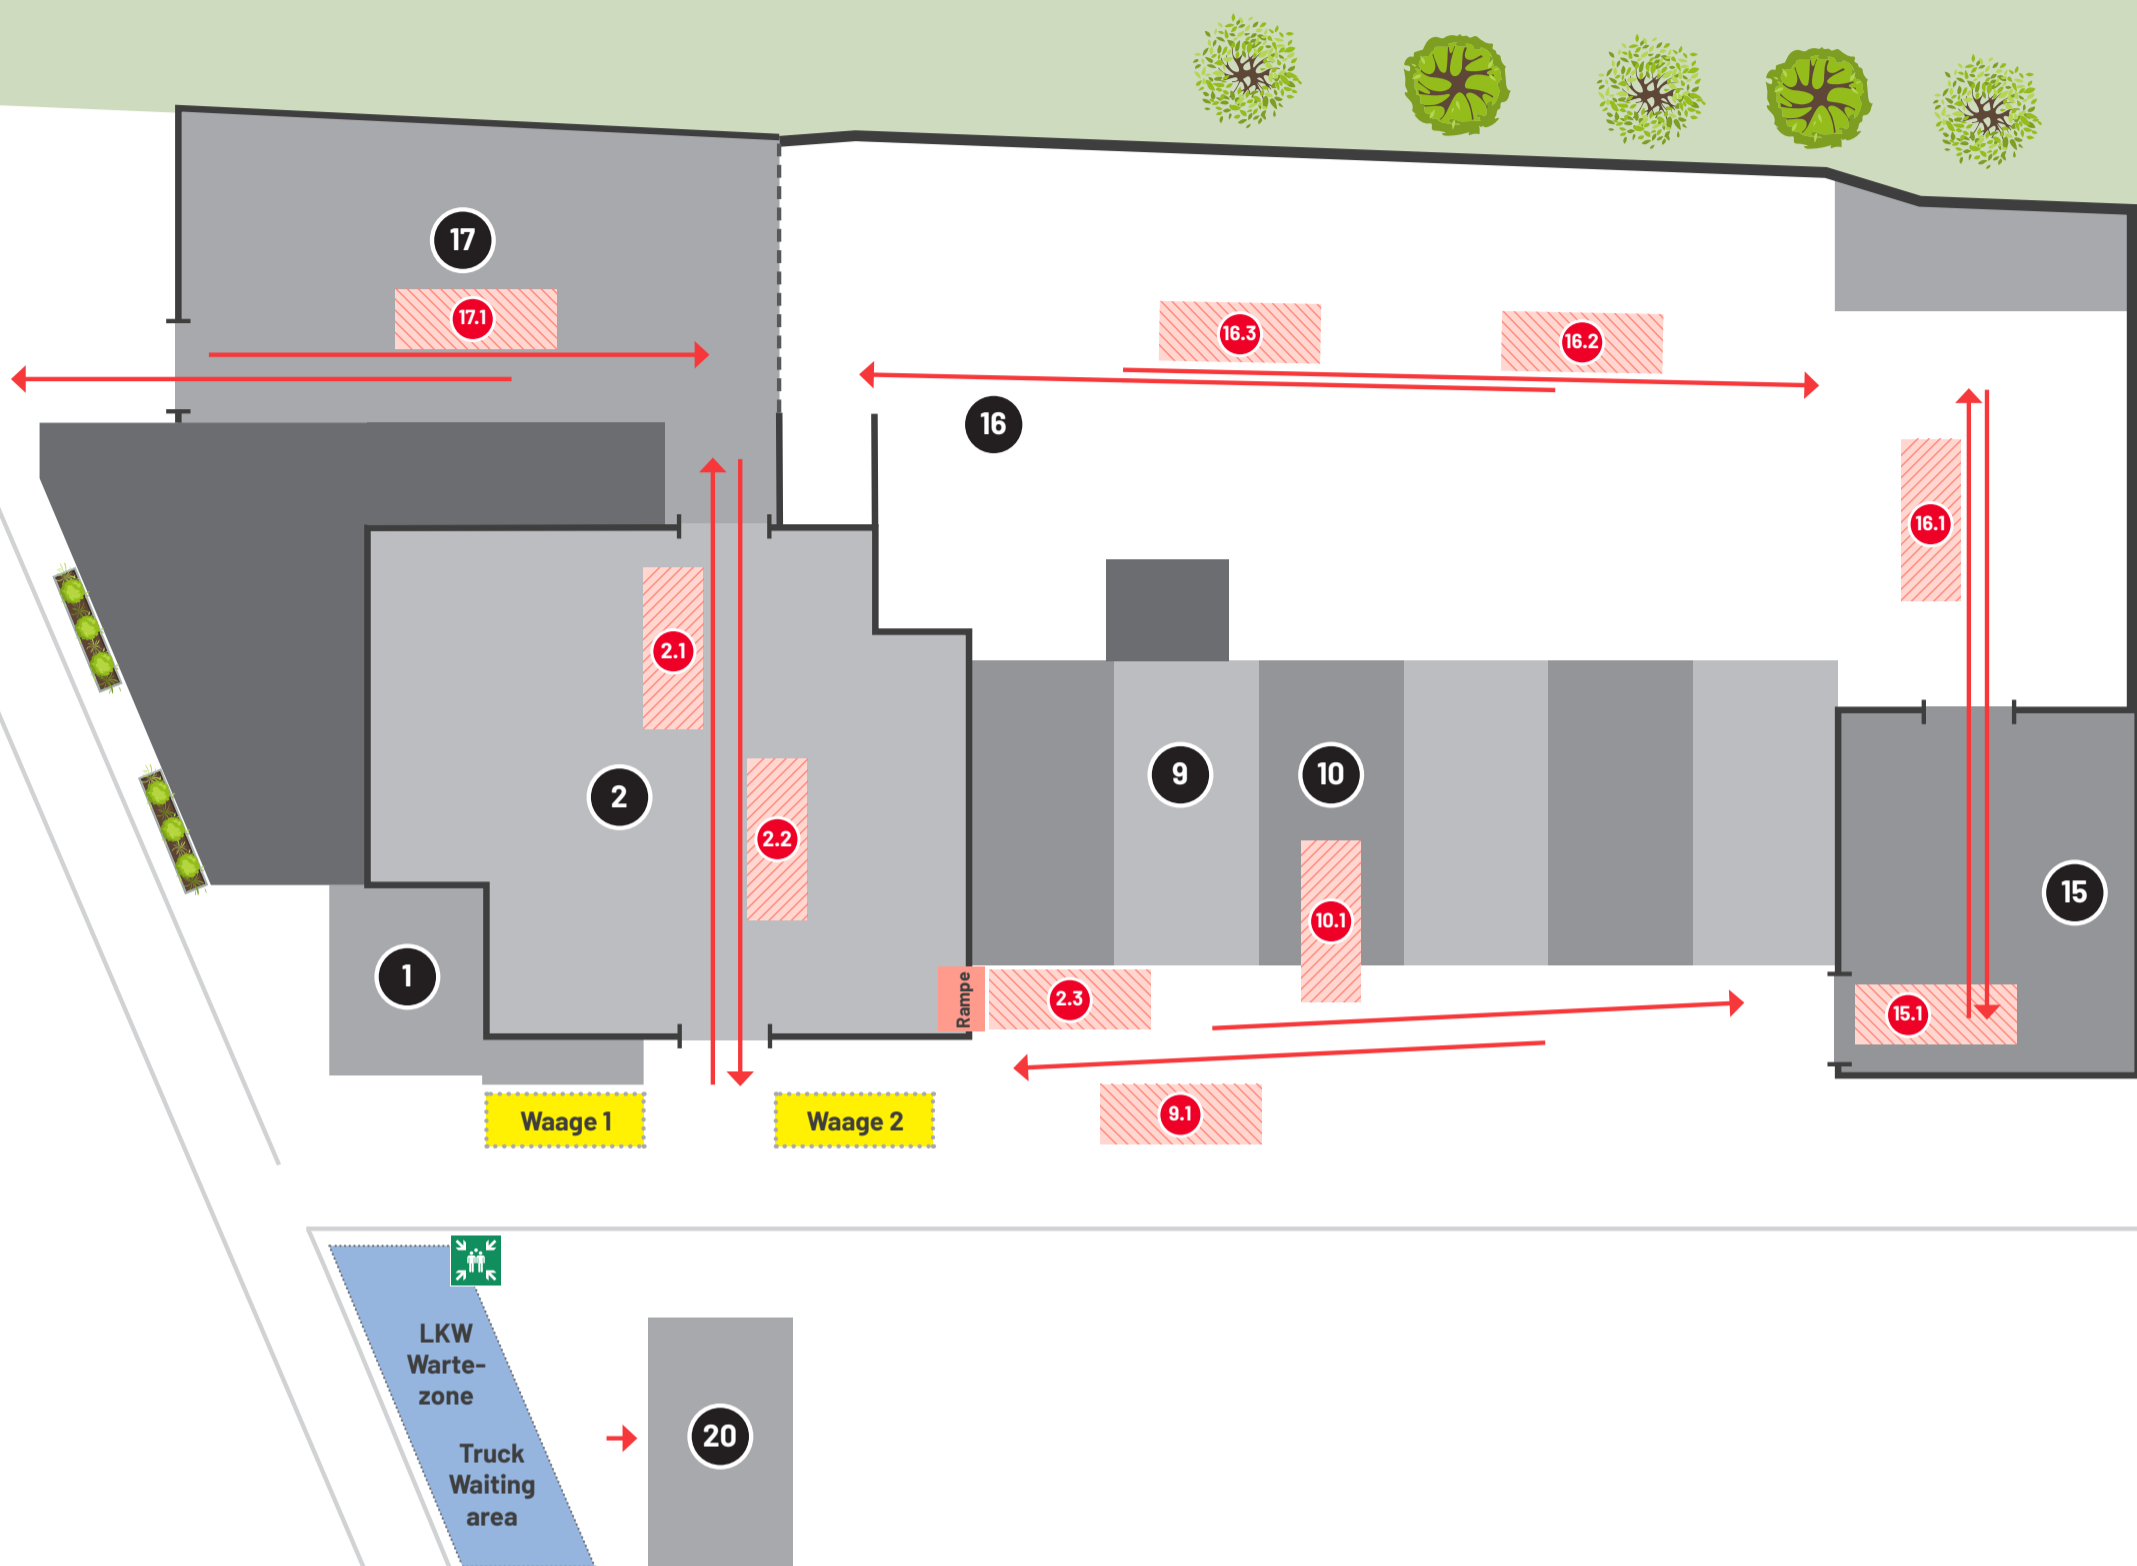 17
17.1
16.3
16.2
16
16.1
2.1
2
2.2
9
10
10.1
15
1
Rampe
2.3
15.1
9.1
Waage 1
Waage 2
LKW
Warte-
zone
Truck
Waiting
area
20